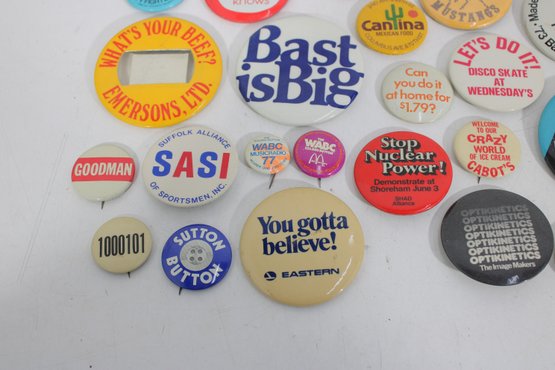 KNOWS
Cantina
MEXICAN FOOD
MUSTANGS
Made
'73
WHAT'S YOUR BEEF?
EMERSONS, LTD.
Bast
is Big
Can you
do it
at home for
$1.79?
LET'S DO IT!
DISCO SKATE
AT
WEDNESDAY'S
GOODMAN
SUFFOLK ALLIANCE
SASI
OF SPORTSMEN, INC.
WABC
MUSICRADIO
77
WABC
Stop
Nuclear
Power!
Demonstrate at
Shoreham June 3
SHAD
Alliance
WELCOME
TO OUR
CRAZY
WORLD
OF ICE CREAM
CABOT'S
1000101
SUTTON
BUTTON
You gotta
believe!
EASTERN
OPTIKINETICS
OPTIKINETICS
OPTIKINETICS
OPTIKINETICS
OPTIKINETICS
OPTIKINETICS
The Image Makers